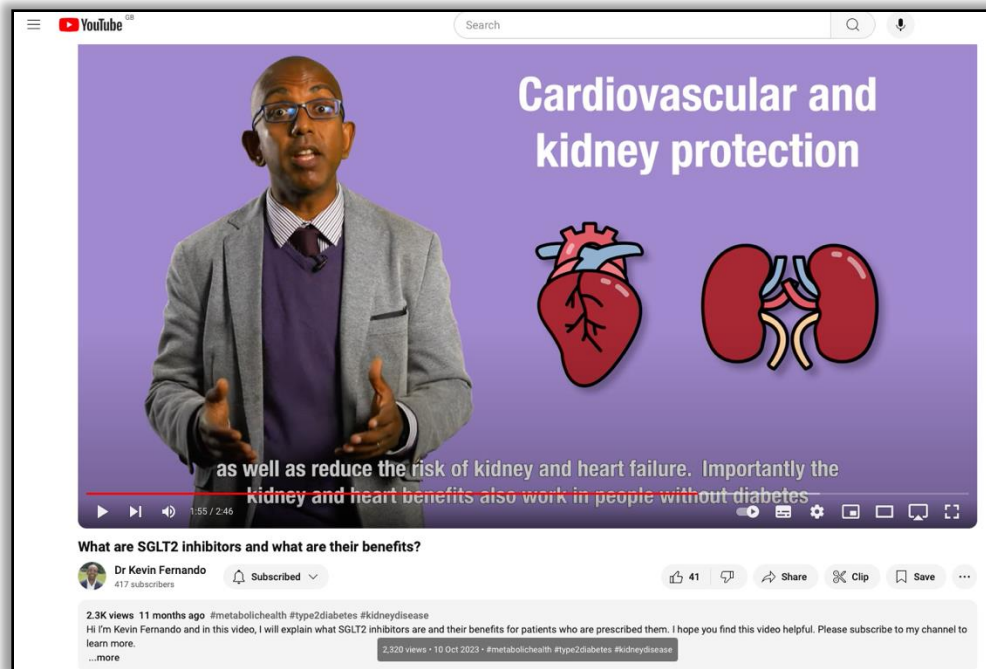 YouTube GB
Search
Cardiovascular and
kidney protection
as well as reduce the risk of kidney and heart failure. Importantly the
kidney and heart benefits also work in people without diabetes
1:55 / 2:46
What are SGLT2 inhibitors and what are their benefits?
Dr Kevin Fernando
417 subscribers
Subscribed
41
Share
Clip
Save
2.3K views 11 months ago #metabolichealth #type2diabetes #kidneydisease
Hi I'm Kevin Fernando and in this video, I will explain what SGLT2 inhibitors are and their benefits for patients who are prescribed them. I hope you find this video helpful. Please subscribe to my channel to
learn more.
...more
2,320 views • 10 Oct 2023 • #metabolichealth #type2diabetes #kidneydisease